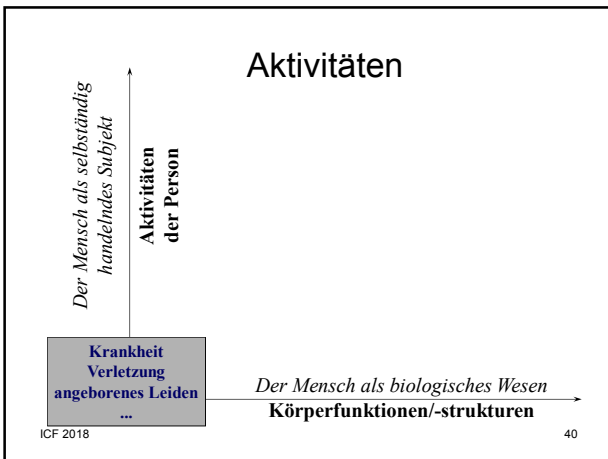 Aktivitäten
Der Mensch als selbständig
handelndes Subjekt
Aktivitäten
der Person
Krankheit
Verletzung
angeborenes Leiden
...
Der Mensch als biologisches Wesen
Körperfunktionen/-strukturen
ICF 2018
40